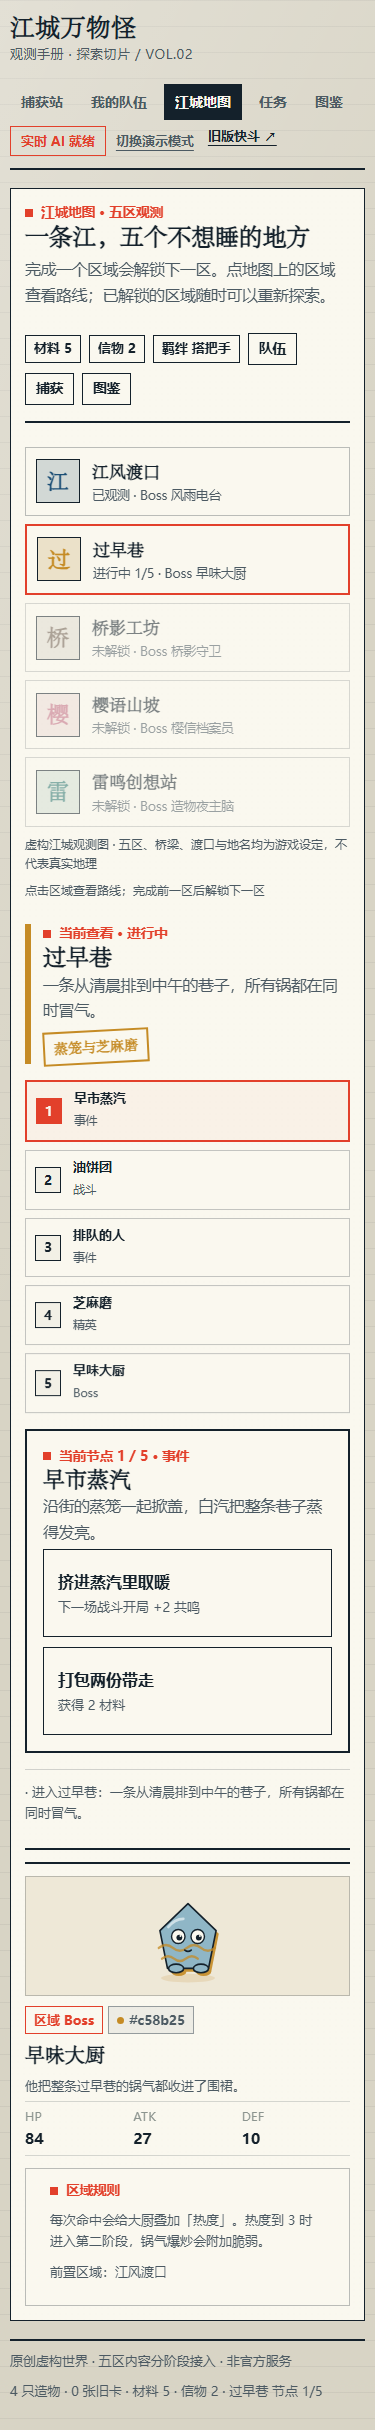 江城万物怪
观测手册 · 探索切片 / VOL.02
捕获站 我的队伍 江城地图 任务 图鉴
实时 AI 就绪 切换演示模式 旧版快斗 ↗
江城地图 • 五区观测
一条江，五个不想睡的地方
完成一个区域会解锁下一区。点地图上的区域
查看路线；已解锁的区域随时可以重新探索。
材料 5 信物 2 羁绊 搭把手 队伍
捕获 图鉴
江 江风渡口
已观测 · Boss 风雨电台
过 过早巷
进行中 1/5 · Boss 早味大厨
桥 桥影工坊
未解锁 · Boss 桥影守卫
樱 樱语山坡
未解锁 · Boss 樱信档案员
雷 雷鸣创想站
未解锁 · Boss 造物夜主脑
虚构江城观测图 · 五区、桥梁、渡口与地名均为游戏设定，不
代表真实地理
点击区域查看路线；完成前一区后解锁下一区
当前查看 • 进行中
过早巷
一条从清晨排到中午的巷子，所有锅都在同
时冒气。
蒸笼与芝麻磨
1 早市蒸汽
事件
2 油饼团
战斗
3 排队的人
事件
4 芝麻磨
精英
5 早味大厨
Boss
当前节点 1 / 5 • 事件
早市蒸汽
沿街的蒸笼一起掀盖，白汽把整条巷子蒸
得发亮。
挤进蒸汽里取暖
下一场战斗开局 +2 共鸣
打包两份带走
获得 2 材料
· 进入过早巷：一条从清晨排到中午的巷子，所有锅都在
同时冒气。
区域 Boss #c58b25
早味大厨
他把整条过早巷的锅气都收进了围裙。
HP ATK DEF
84 27 10
区域规则
每次命中会给大厨叠加「热度」。热度到 3 时
进入第二阶段，锅气爆炒会附加脆弱。
前置区域：江风渡口
原创虚构世界 · 五区内容分阶段接入 · 非官方服务
4 只造物 · 0 张旧卡 · 材料 5 · 信物 2 · 过早巷 节点 1/5